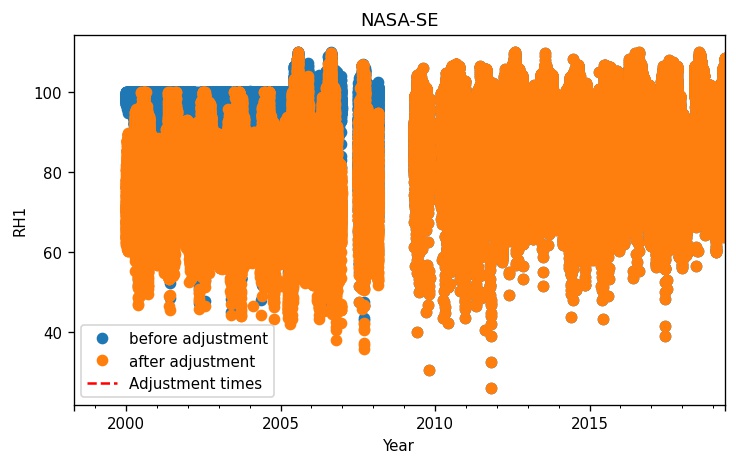 NASA-SE
RH1
100
80
60
40
before adjustment
after adjustment
Adjustment times
2000
2005
2010
2015
Year